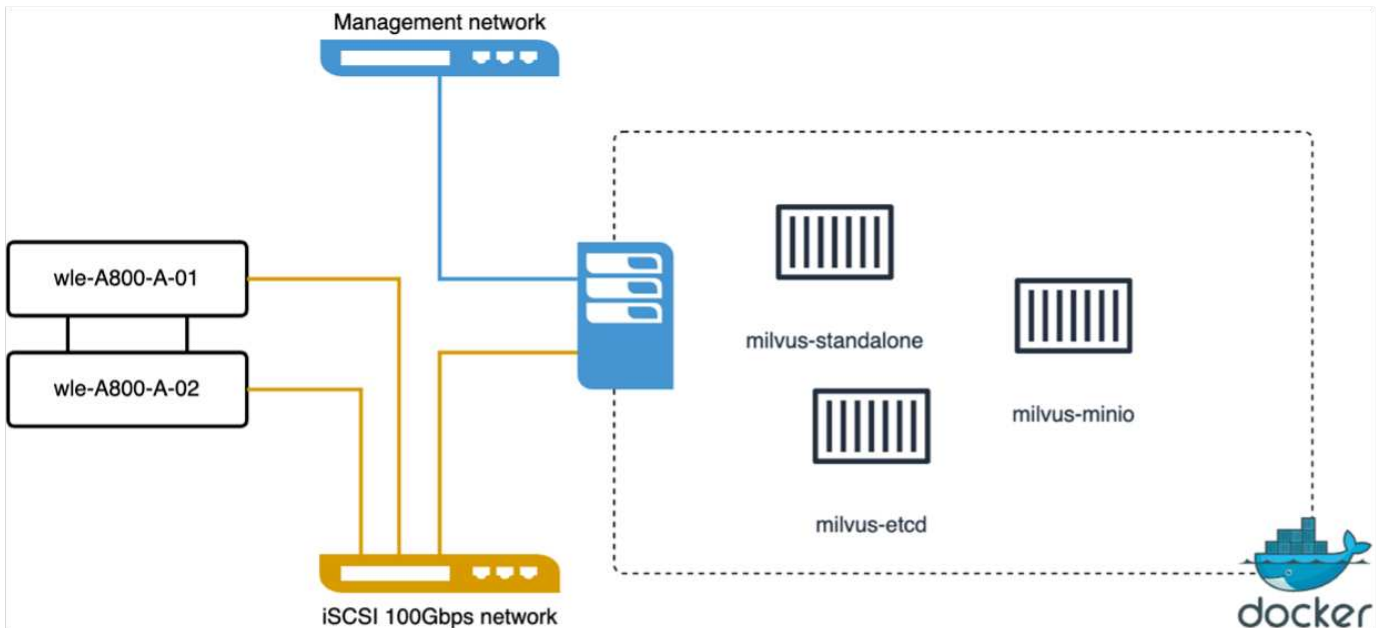 Management network
wle-A800-A-01
wle-A800-A-02
milvus-standalone
milvus-minio
milvus-etcd
iSCSI 100Gbps network
docker